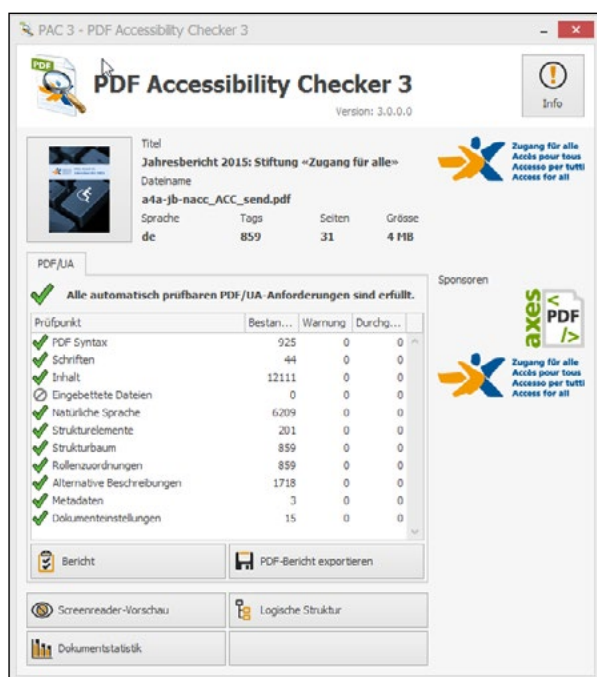 PAC 3 - PDF Accessibility Checker 3
PDF
PDF Accessibility Checker 3
Version: 3.0.0.0
Info
Titel
Jahresbericht 2015: Stiftung «Zugang für alle»
Dateiname
a4a-jb-nacc_ACC_send.pdf
Sprache Tags Seiten Grösse
de 859 31 4 MB
Zugang für alle
Accès pour tous
Accesso per tutti
Access for all
PDF/UA
Alle automatisch prüfbaren PDF/UA-Anforderungen sind erfüllt.
Prüfpunkt Bestan... Warnung Durchg...
PDF Syntax 925 0 0
Schriften 44 0 0
Inhalt 12111 0 0
Eingebettete Dateien 0 0 0
Natürliche Sprache 6209 0 0
Strukturelemente 201 0 0
Strukturbaum 859 0 0
Rollenzuordnungen 859 0 0
Alternative Beschreibungen 1718 0 0
Metadaten 3 0 0
Dokumenteinstellungen 15 0 0
Sponsoren
axes
< PDF />
Zugang für alle
Accès pour tous
Accesso per tutti
Access for all
Bericht
PDF-Bericht exportieren
Screenreader-Vorschau
Logische Struktur
Dokumentstatistik